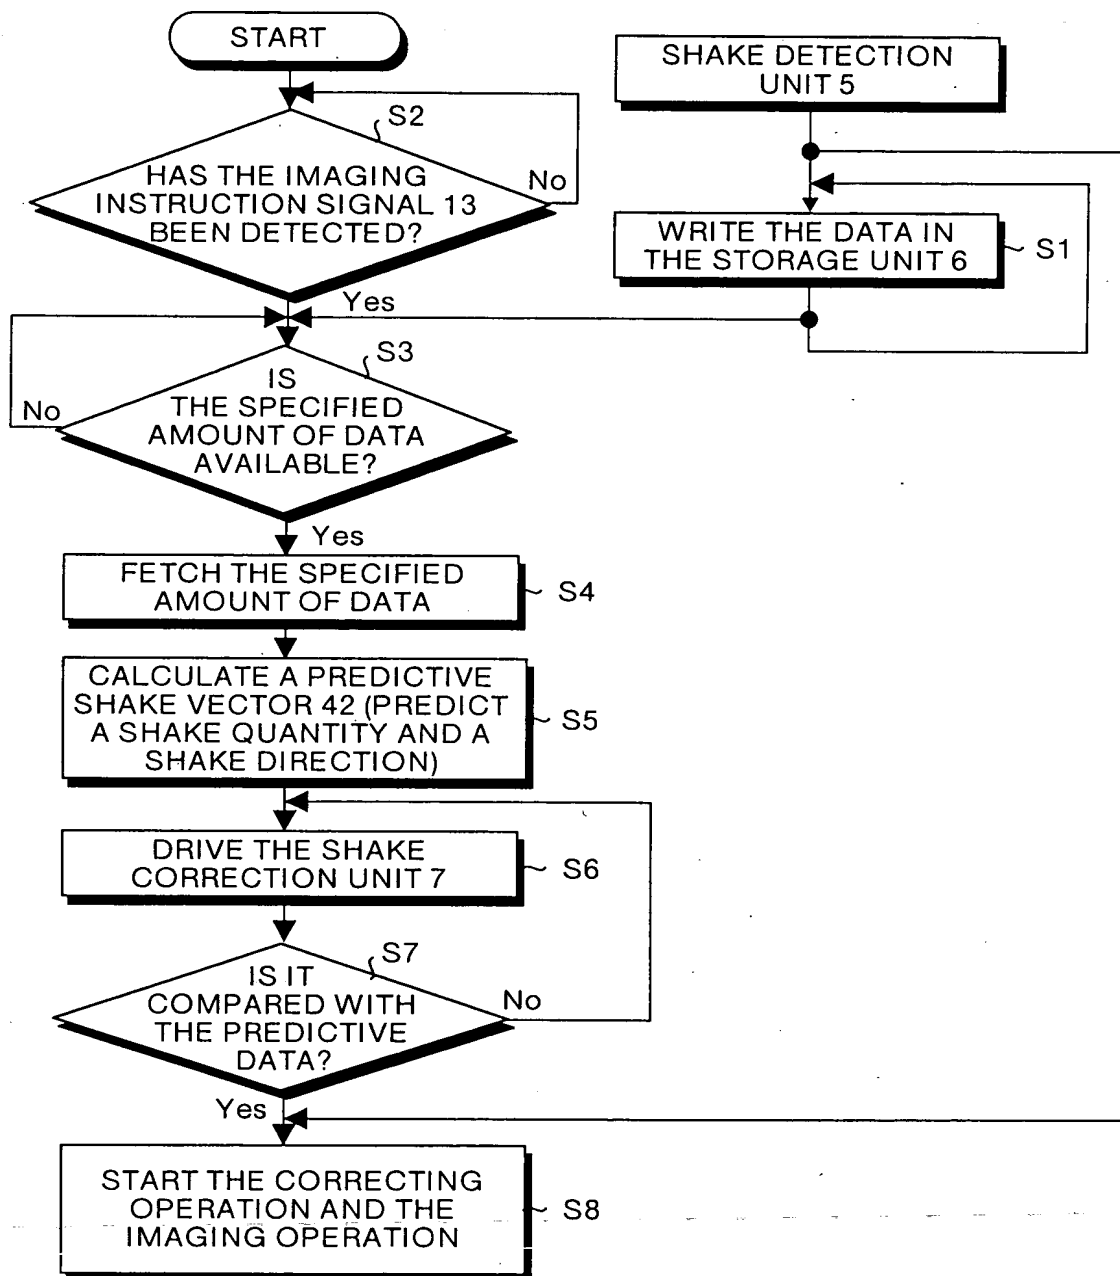 START
SHAKE DETECTION
UNIT 5
S2
HAS THE IMAGING
INSTRUCTION SIGNAL 13
BEEN DETECTED?
No
WRITE THE DATA IN
THE STORAGE UNIT 6
S1
Yes
S3
IS
THE SPECIFIED
AMOUNT OF DATA
AVAILABLE?
No
Yes
FETCH THE SPECIFIED
AMOUNT OF DATA
S4
CALCULATE A PREDICTIVE
SHAKE VECTOR 42 (PREDICT
A SHAKE QUANTITY AND A
SHAKE DIRECTION)
S5
DRIVE THE SHAKE
CORRECTION UNIT 7
S6
S7
IS IT
COMPARED WITH
THE PREDICTIVE
DATA?
No
Yes
START THE CORRECTING
OPERATION AND THE
IMAGING OPERATION
S8